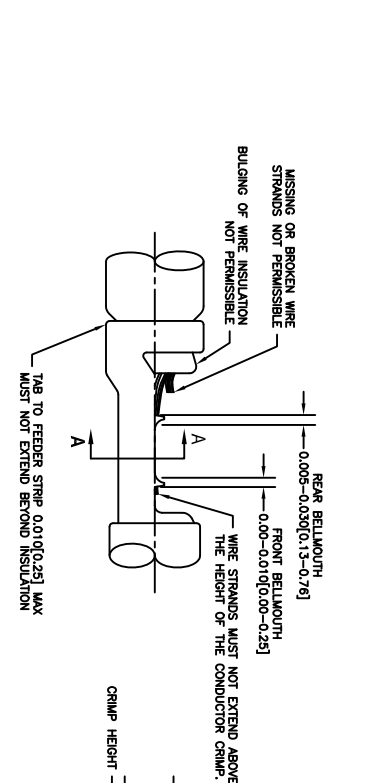 MISSING OR BROKEN WIRE
STRANDS NOT PERMISSIBLE
BULGING OF WIRE INSULATION
NOT PERMISSIBLE
REAR BELLMOUTH
0.005-0.030[0.13-0.76]
FRONT BELLMOUTH
0.00-0.010[0.00-0.25]
WIRE STRANDS MUST NOT EXTEND ABOVE
THE HEIGHT OF THE CONDUCTOR CRIMP.
A
A
TAB TO FEEDER STRIP 0.010[0.25] MAX
MUST NOT EXTEND BEYOND INSULATION
CRIMP HEIGHT